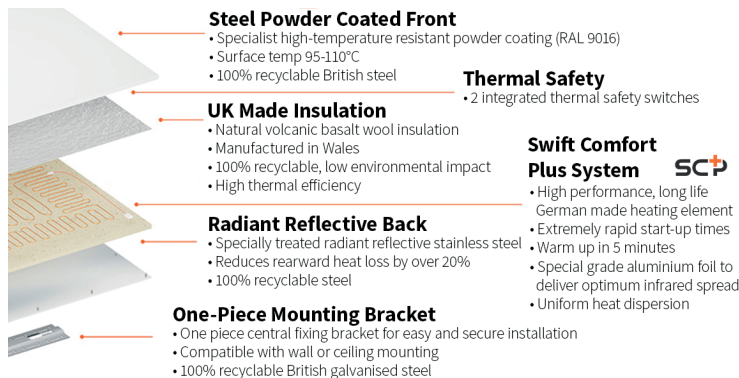 Steel Powder Coated Front
• Specialist high-temperature resistant powder coating (RAL 9016)
• Surface temp 95-110°C
• 100% recyclable British steel
Thermal Safety
• 2 integrated thermal safety switches
UK Made Insulation
• Natural volcanic basalt wool insulation
• Manufactured in Wales
• 100% recyclable, low environmental impact
• High thermal efficiency
Swift Comfort
Plus System
SC+P
• High performance, long life
German made heating element
• Extremely rapid start-up times
• Warm up in 5 minutes
• Special grade aluminium foil to
deliver optimum infrared spread
• Uniform heat dispersion
Radiant Reflective Back
• Specially treated radiant reflective stainless steel
• Reduces rearward heat loss by over 20%
• 100% recyclable steel
One-Piece Mounting Bracket
• One piece central fixing bracket for easy and secure installation
• Compatible with wall or ceiling mounting
• 100% recyclable British galvanised steel